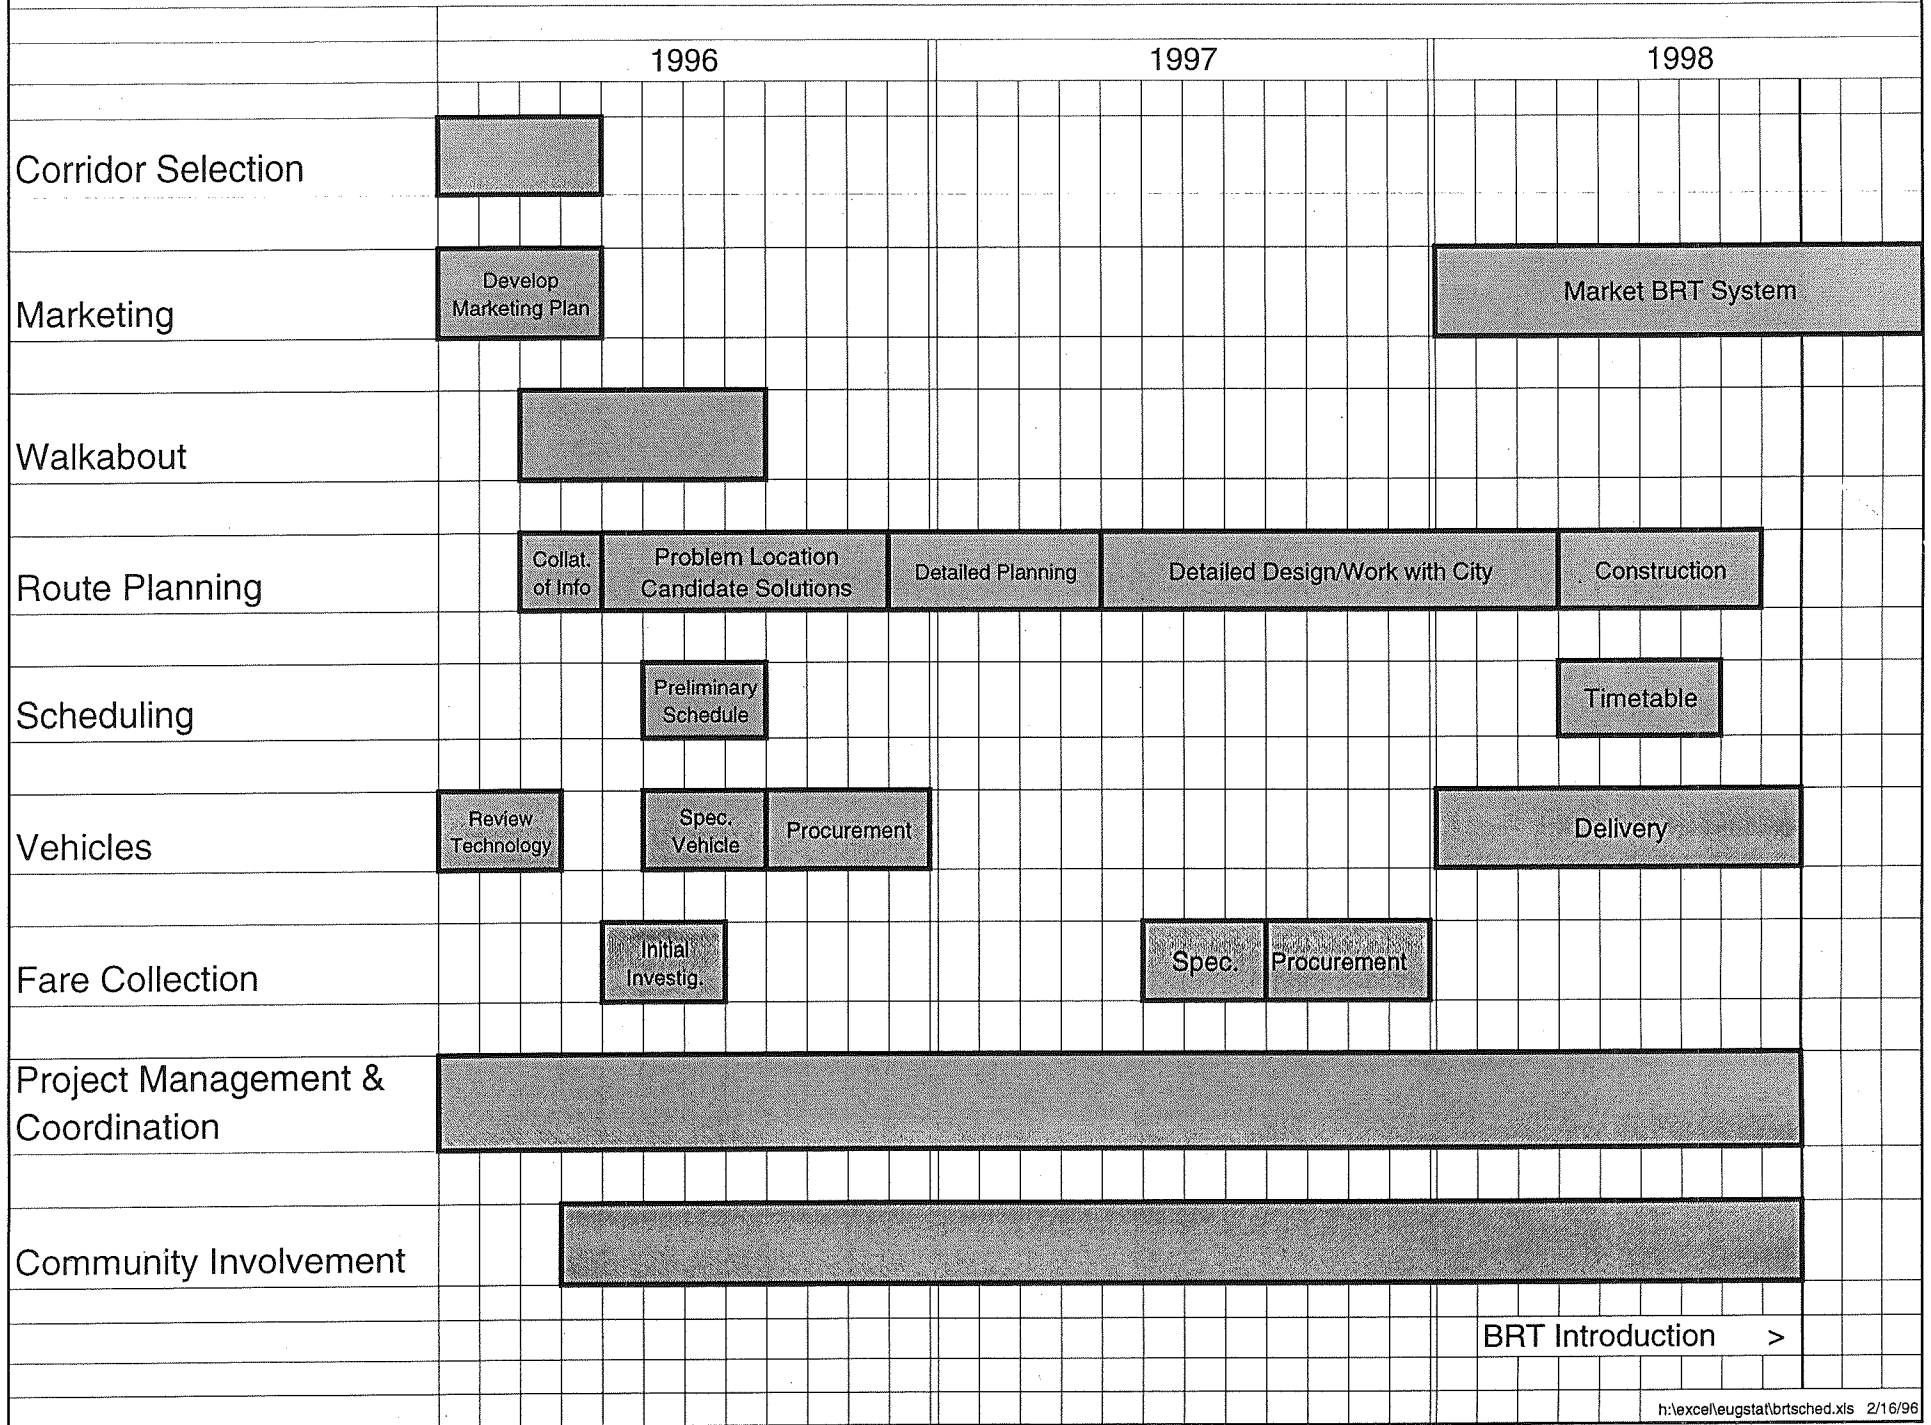 1996 1997 1998
Corridor Selection
Develop
Marketing Plan
Market BRT System
Marketing
Walkabout
Collat.
of Info
Problem Location
Candidate Solutions
Detailed Planning
Detailed Design/Work with City
Construction
Route Planning
Preliminary
Schedule
Timetable
Scheduling
Review
Technology
Spec.
Vehicle
Procurement
Delivery
Vehicles
Initial
Investig.
Spec.
Procurement
Fare Collection
Project Management &
Coordination
Community Involvement
BRT Introduction >
h:\excel\eugstat\brtsched.xls 2/16/96